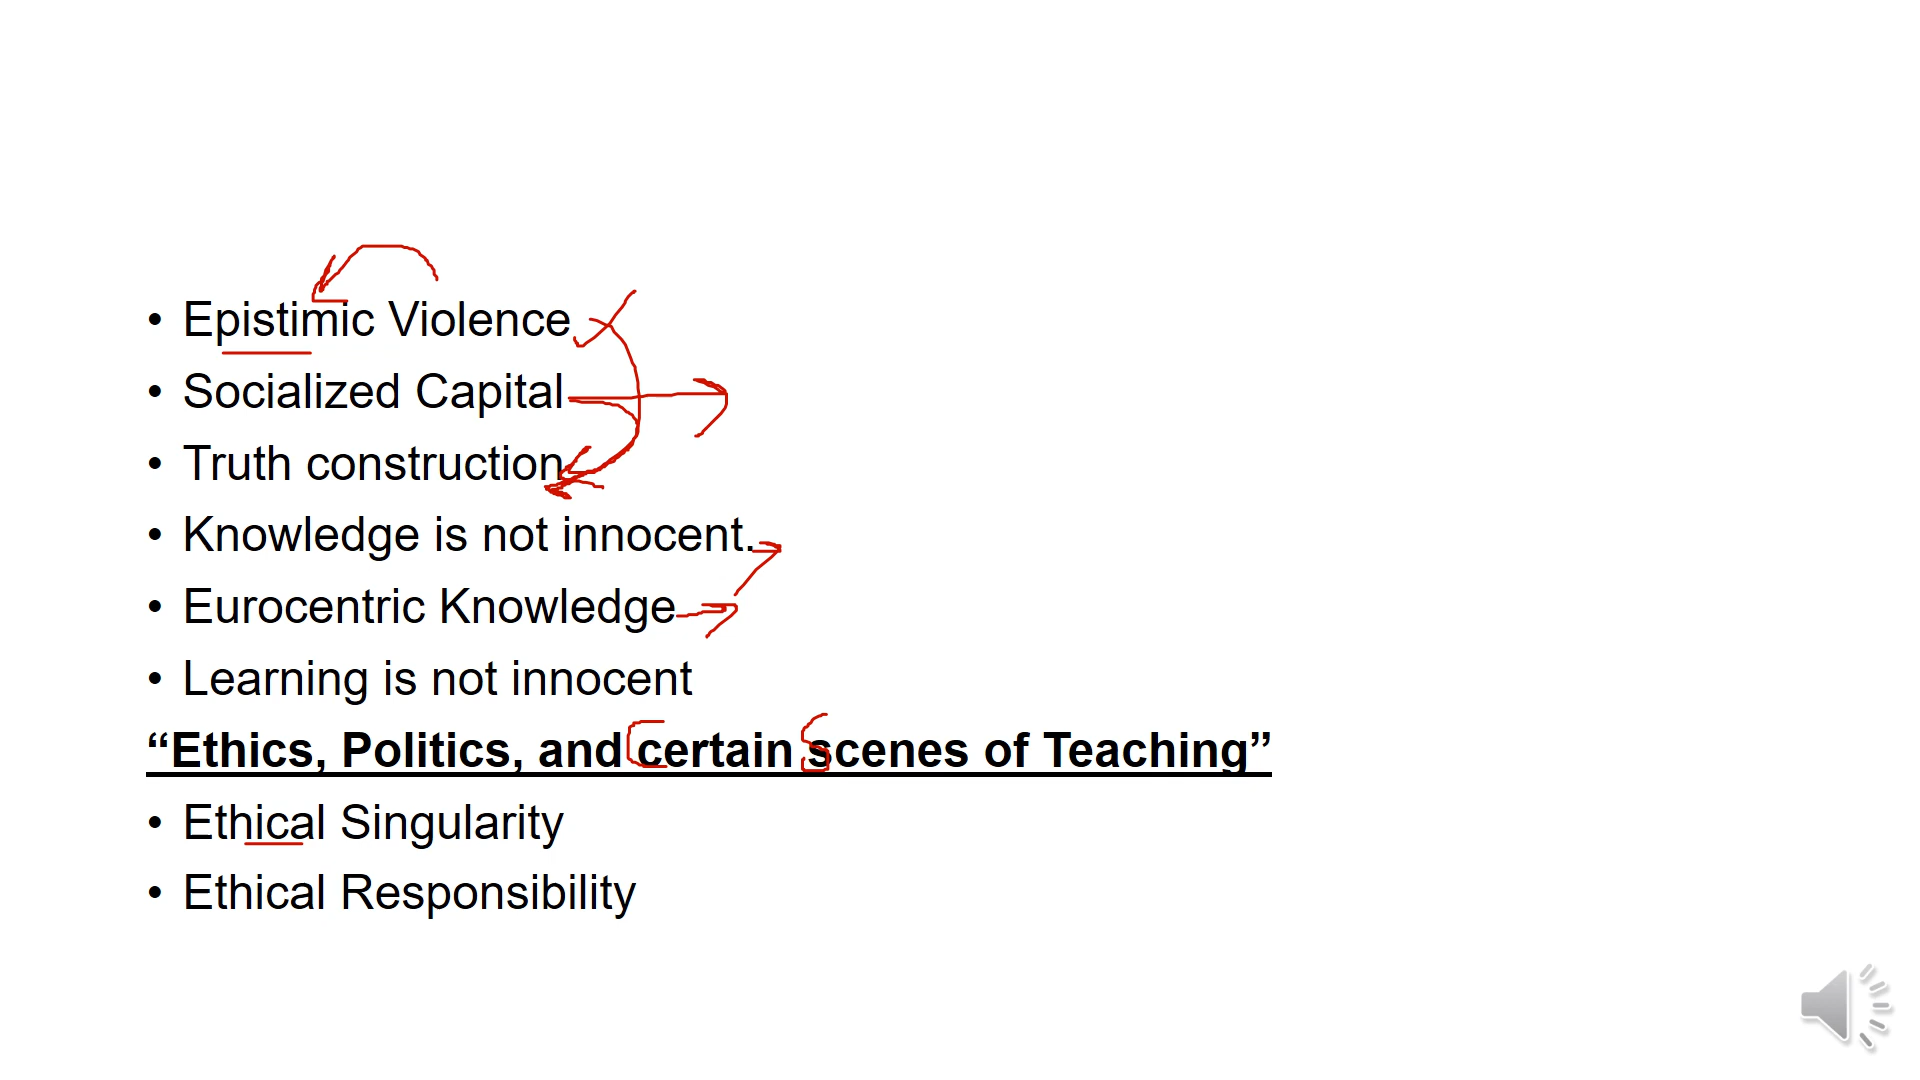 • Epistimic Violence
• Socialized Capital
• Truth construction
• Knowledge is not innocent.
• Eurocentric Knowledge
• Learning is not innocent
“Ethics, Politics, and certain scenes of Teaching”
• Ethical Singularity
• Ethical Responsibility